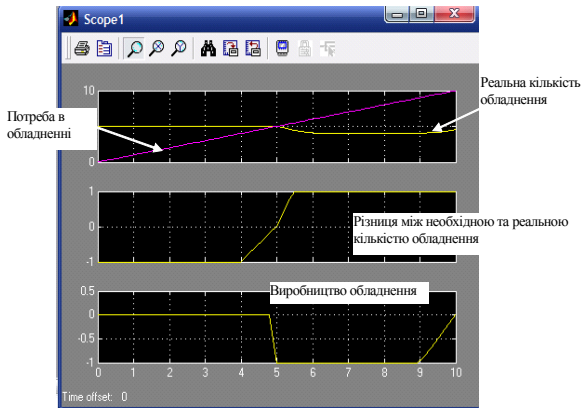 Scope1
Реальна кількість
обладнення
Потреба в
обладненні
10
5
0
1
0
-1
Різниця між необхідною та реальною
кількостю обладнення
Виробництво обладнення
0.5
0
-0.5
-1
0 1 2 3 4 5 6 7 8 9 10
Time offset: 0